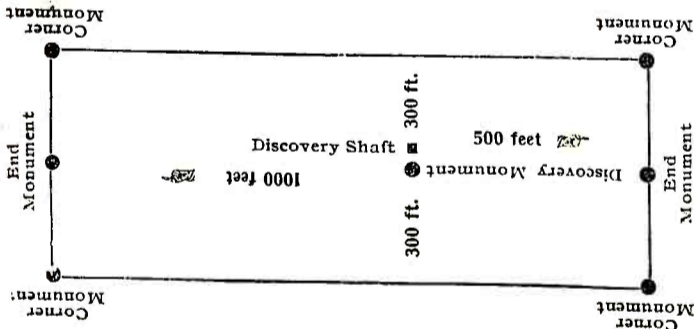 Corner
Monument
Corner
Monument
300 ft.
500 feet
Discovery Shaft
End
Monument
1000 feet
Discovery Monument
End
Monument
300 ft.
Corner
Monument
Corner
Monument